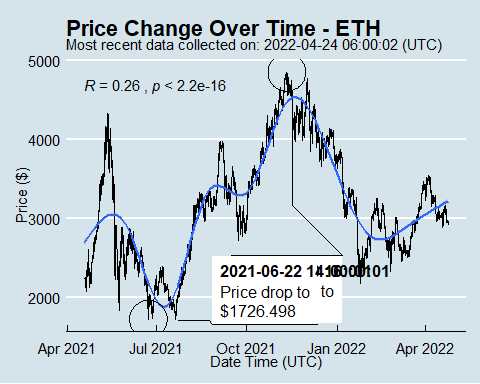 Price Change Over Time - ETH
Most recent data collected on: 2022-04-24 06:00:02 (UTC)
R = 0.26 , p < 2.2e-16
5000
4000
3000
2000
Price ($)
2021-06-22 14:
Price drop to to
$1726.498
Apr 2021 Jul 2021 Oct 2021 Jan 2022 Apr 2022
Date Time (UTC)